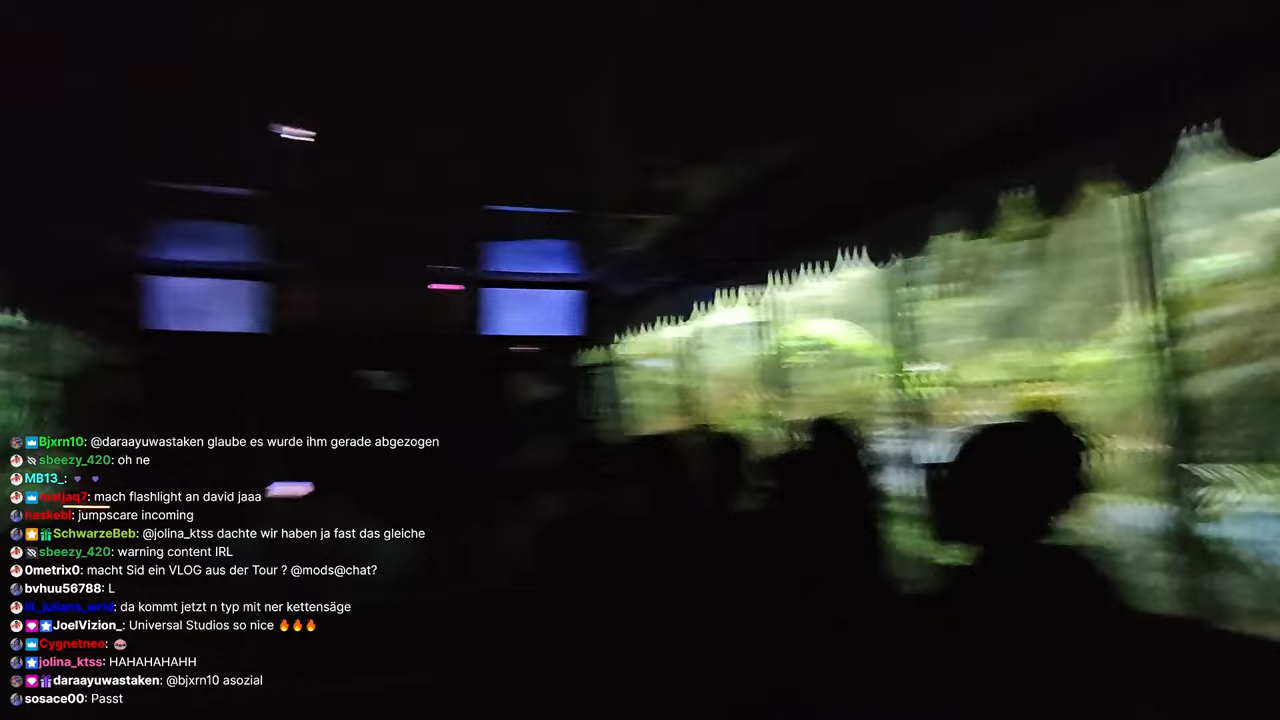 Bjxrn10: @daraayuwastaken glaube es wurde ihm gerade abgezogen
sbeezy_420: oh ne
MB13_:
matjaq7: mach flashlight an david jaaa
haskebl: jumpscare incoming
SchwarzeBeb: @jolina_ktss dachte wir haben ja fast das gleiche
sbeezy_420: warning content IRL
0metrix0: macht Sid ein VLOG aus der Tour ? @mods@chat?
bvhuu56788: L
da kommt jetzt n typ mit ner kettensäge
JoelVizion_: Universal Studios so nice 🔥🔥🔥
Cygnetneo:
jolina_ktss: HAHAHAHAHH
daraayuwastaken: @bjxrn10 asozial
sosace00: Passt